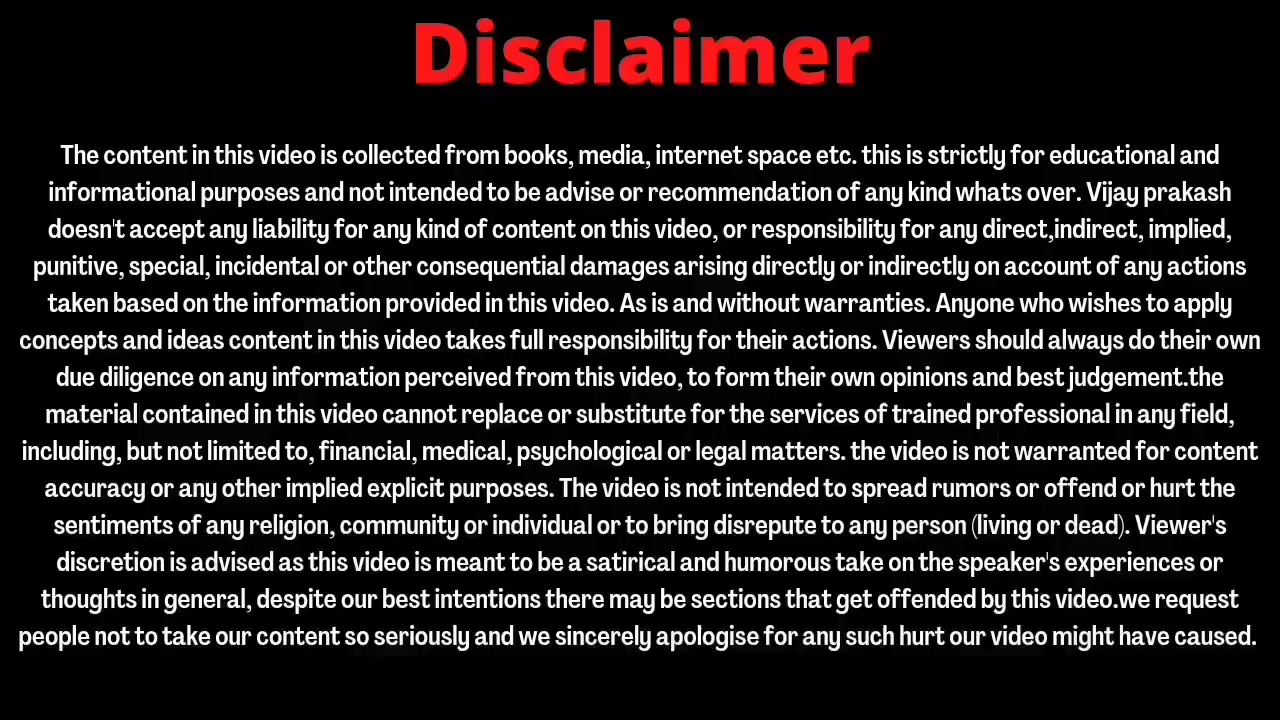 Disclaimer
The content in this video is collected from books, media, internet space etc. this is strictly for educational and
informational purposes and not intended to be advise or recommendation of any kind whats over. Vijay prakash
doesn't accept any liability for any kind of content on this video, or responsibility for any direct,indirect, implied,
punitive, special, incidental or other consequential damages arising directly or indirectly on account of any actions
taken based on the information provided in this video. As is and without warranties. Anyone who wishes to apply
concepts and ideas content in this video takes full responsibility for their actions. Viewers should always do their own
due diligence on any information perceived from this video, to form their own opinions and best judgement.the
material contained in this video cannot replace or substitute for the services of trained professional in any field,
including, but not limited to, financial, medical, psychological or legal matters. the video is not warranted for content
accuracy or any other implied explicit purposes. The video is not intended to spread rumors or offend or hurt the
sentiments of any religion, community or individual or to bring disrepute to any person (living or dead). Viewer's
discretion is advised as this video is meant to be a satirical and humorous take on the speaker's experiences or
thoughts in general, despite our best intentions there may be sections that get offended by this video.we request
people not to take our content so seriously and we sincerely apologise for any such hurt our video might have caused.